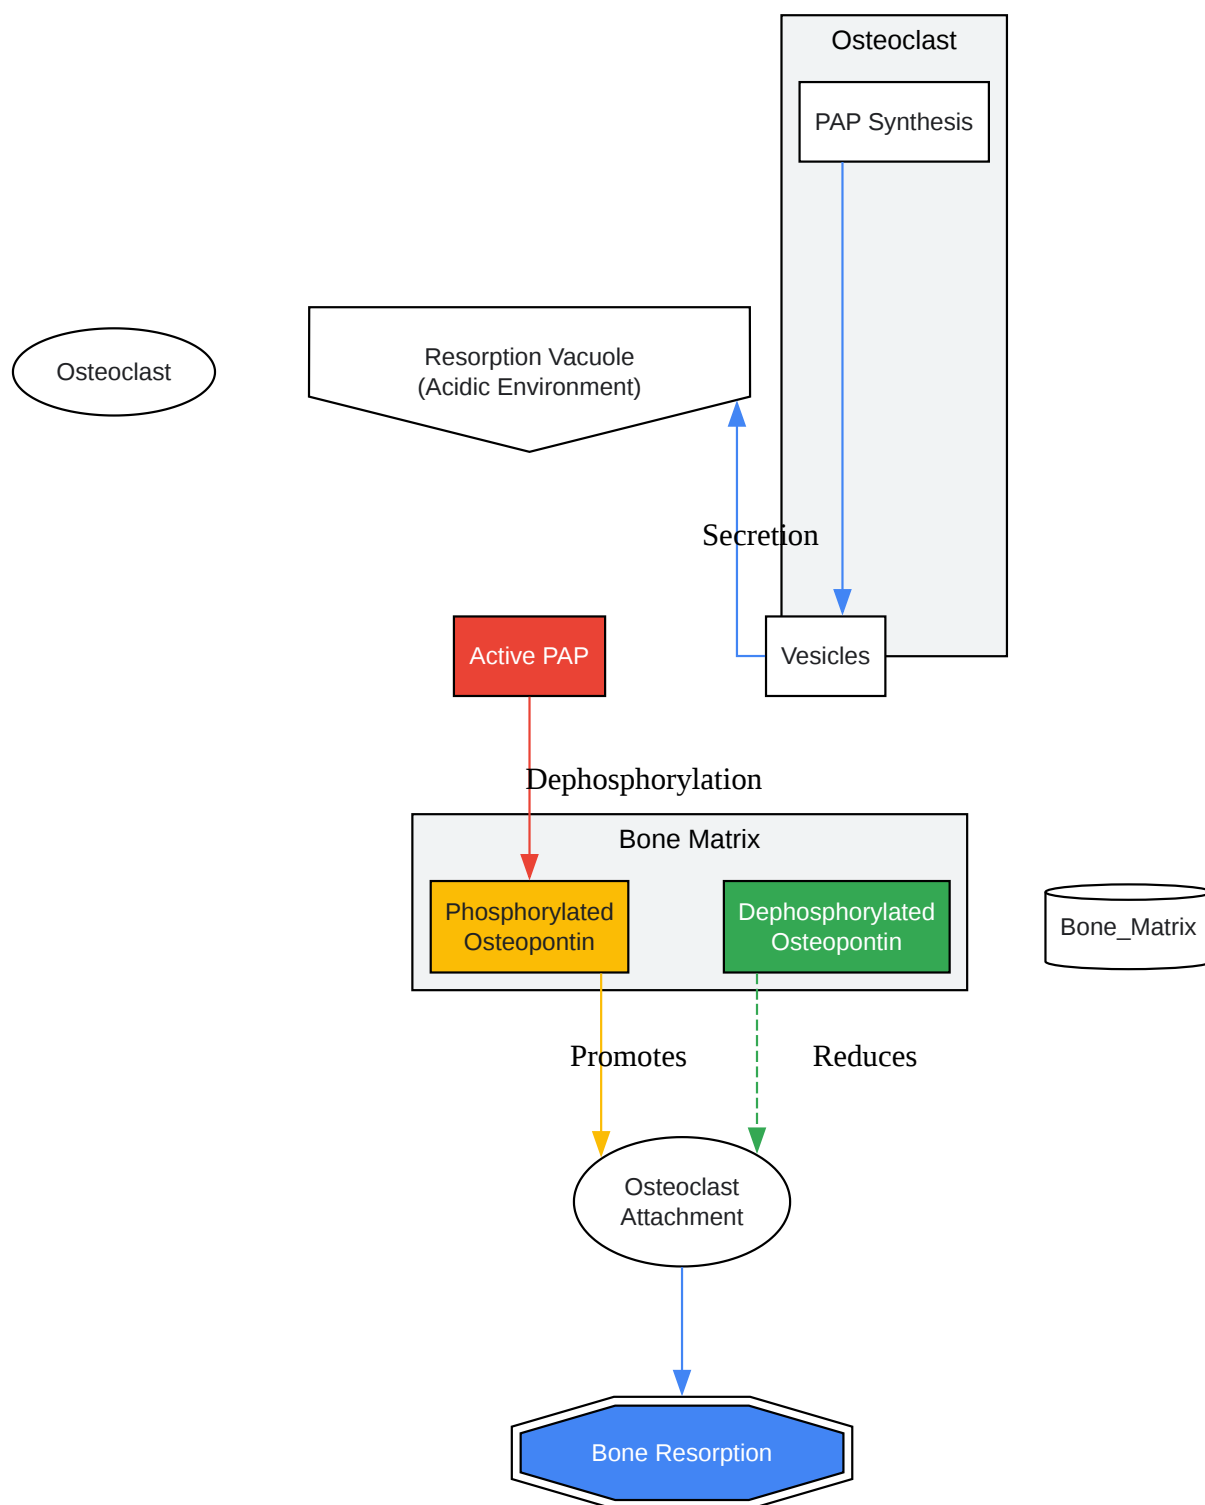 Osteoclast
PAP Synthesis
Osteoclast
Resorption Vacuole
(Acidic Environment)
Secretion
Active PAP
Vesicles
Dephosphorylation
Bone Matrix
Phosphorylated
Osteopontin
Dephosphorylated
Osteopontin
Bone_Matrix
Promotes
Reduces
Osteoclast
Attachment
Bone Resorption